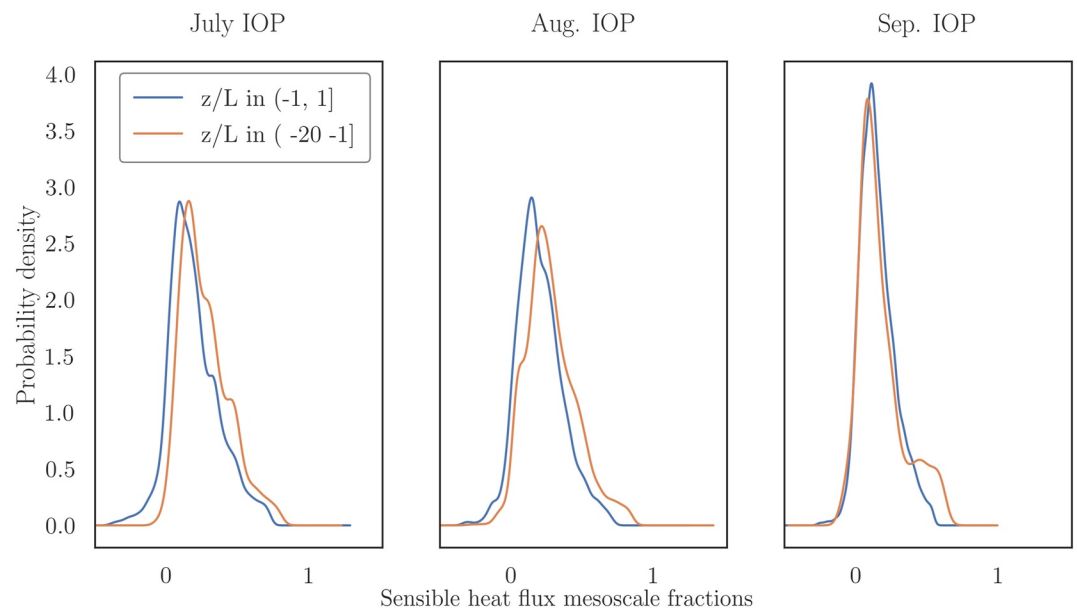 July IOP
Aug. IOP
Sep. IOP
z/L in (-1, 1]
z/L in ( -20 -1]
Probability density
4.0
3.5
3.0
2.5
2.0
1.5
1.0
0.5
0.0
0 1
0 1
0 1
Sensible heat flux mesoscale fractions